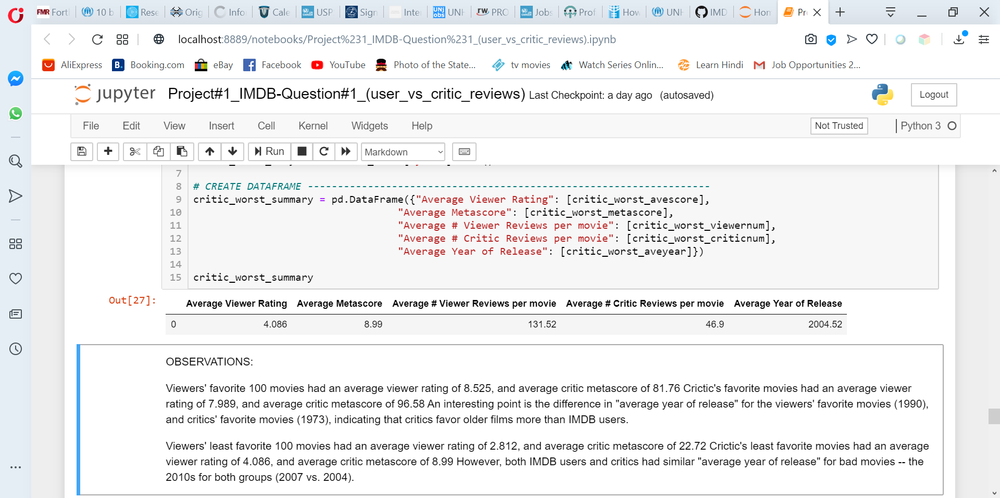 FMR Fort
10 b
Rese
Orig
Info
Cale
USP
Sign
Inte
UNj obs UNH
rw PRO
Jobs
Prof
How
UNH
IMD
Hom
Pr
localhost:8889/notebooks/Project%231_IMDB-Question%231_(user_vs_critic_reviews).ipynb
AliExpress B. Booking.com eBay Facebook YouTube Photo of the State... tv movies Watch Series Onlin... Learn Hindi Job Opportunities 2...
jupyter Project#1_IMDB-Question#1_(user_vs_critic_reviews) Last Checkpoint: a day ago (autosaved) Logout
File Edit View Insert Cell Kernel Widgets Help Not Trusted Python 3
Run Markdown
7
8 # CREATE DATAFRAME -------------------------------------------------------------------
9 critic_worst_summary = pd.DataFrame({"Average Viewer Rating": [critic_worst_avescore],
10 "Average Metascore": [critic_worst_metascore],
11 "Average # Viewer Reviews per movie": [critic_worst_viewernum],
12 "Average # Critic Reviews per movie": [critic_worst_criticnum],
13 "Average Year of Release": [critic_worst_aveyear]})
14
15 critic_worst_summary
Out[27]:
Average Viewer Rating Average Metascore Average # Viewer Reviews per movie Average # Critic Reviews per movie Average Year of Release
0 4.086 8.99 131.52 46.9 2004.52
OBSERVATIONS:
Viewers' favorite 100 movies had an average viewer rating of 8.525, and average critic metascore of 81.76 Crictic's favorite movies had an average viewer
rating of 7.989, and average critic metascore of 96.58 An interesting point is the difference in "average year of release" for the viewers' favorite movies (1990),
and critics' favorite movies (1973), indicating that critics favor older films more than IMDB users.
Viewers' least favorite 100 movies had an average viewer rating of 2.812, and average critic metascore of 22.72 Crictic's least favorite movies had an average
viewer rating of 4.086, and average critic metascore of 8.99 However, both IMDB users and critics had similar "average year of release" for bad movies -- the
2010s for both groups (2007 vs. 2004).